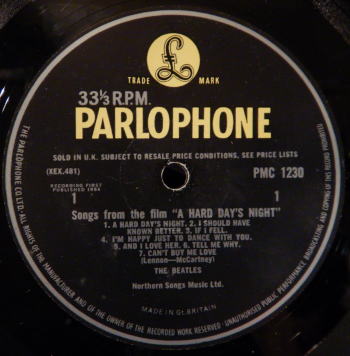 £
TRADE MARK
33⅓ R.P.M.
PARLOPHONE
SOLD IN U.K. SUBJECT TO RESALE PRICE CONDITIONS, SEE PRICE LISTS
(XEX.481)
PMC 1230
RECORDING FIRST
PUBLISHED 1964
1
1
Songs from the film "A HARD DAY'S NIGHT"
1. A HARD DAY'S NIGHT. 2. I SHOULD HAVE
KNOWN BETTER. 3. IF I FELL.
4. I'M HAPPY JUST TO DANCE WITH YOU.
5. AND I LOVE HER. 6. TELL ME WHY.
7. CAN'T BUY ME LOVE
(Lennon—McCartney)
THE BEATLES
Northern Songs Music Ltd.
MADE IN GT. BRITAIN
THE PARLOPHONE CO. LTD. ALL RIGHTS OF THE MANUFACTURER AND OF THE OWNER OF THE RECORDED WORK RESERVED · UNAUTHORISED PUBLIC PERFORMANCE, BROADCASTING AND COPYING OF THIS RECORD PROHIBITED